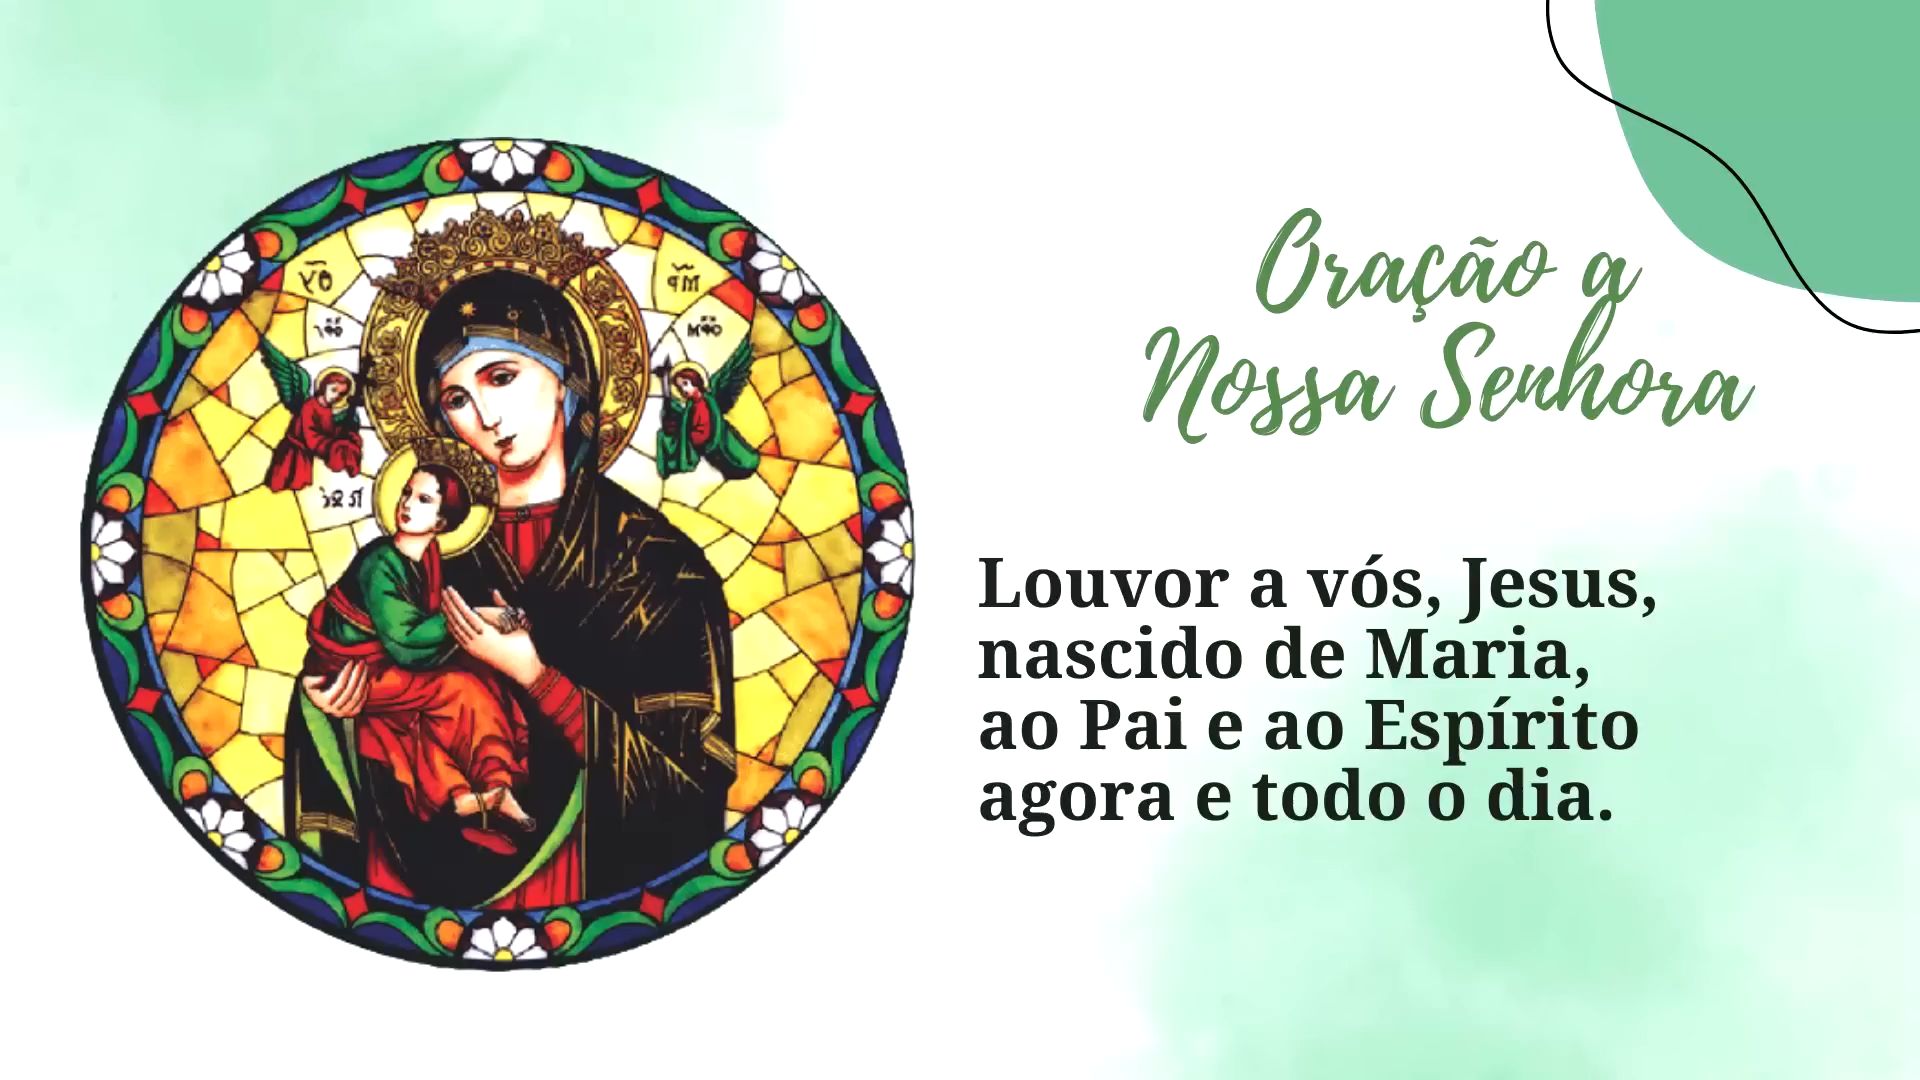 Oração a
Nossa Senhora
Louvor a vós, Jesus,
nascido de Maria,
ao Pai e ao Espírito
agora e todo o dia.